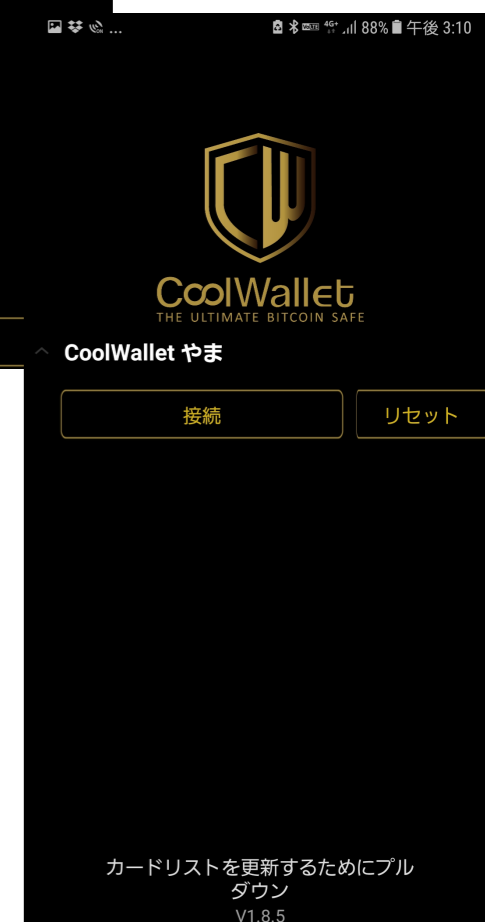 ... 4G+ 88% 午後 3:10
CW
CoolWallet
THE ULTIMATE BITCOIN SAFE
CoolWallet やま
接続 リセット
カードリストを更新するためにプル
ダウン
V1.8.5